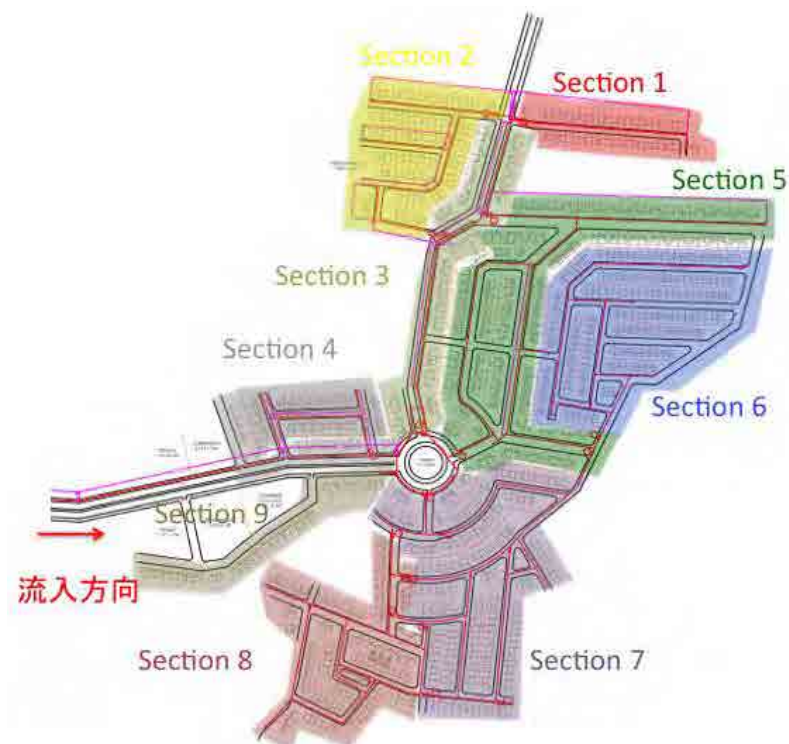 Section 2
Section 1
Section 5
Section 3
Section 4
Section 6
Section 9
流入方向
Section 8
Section 7